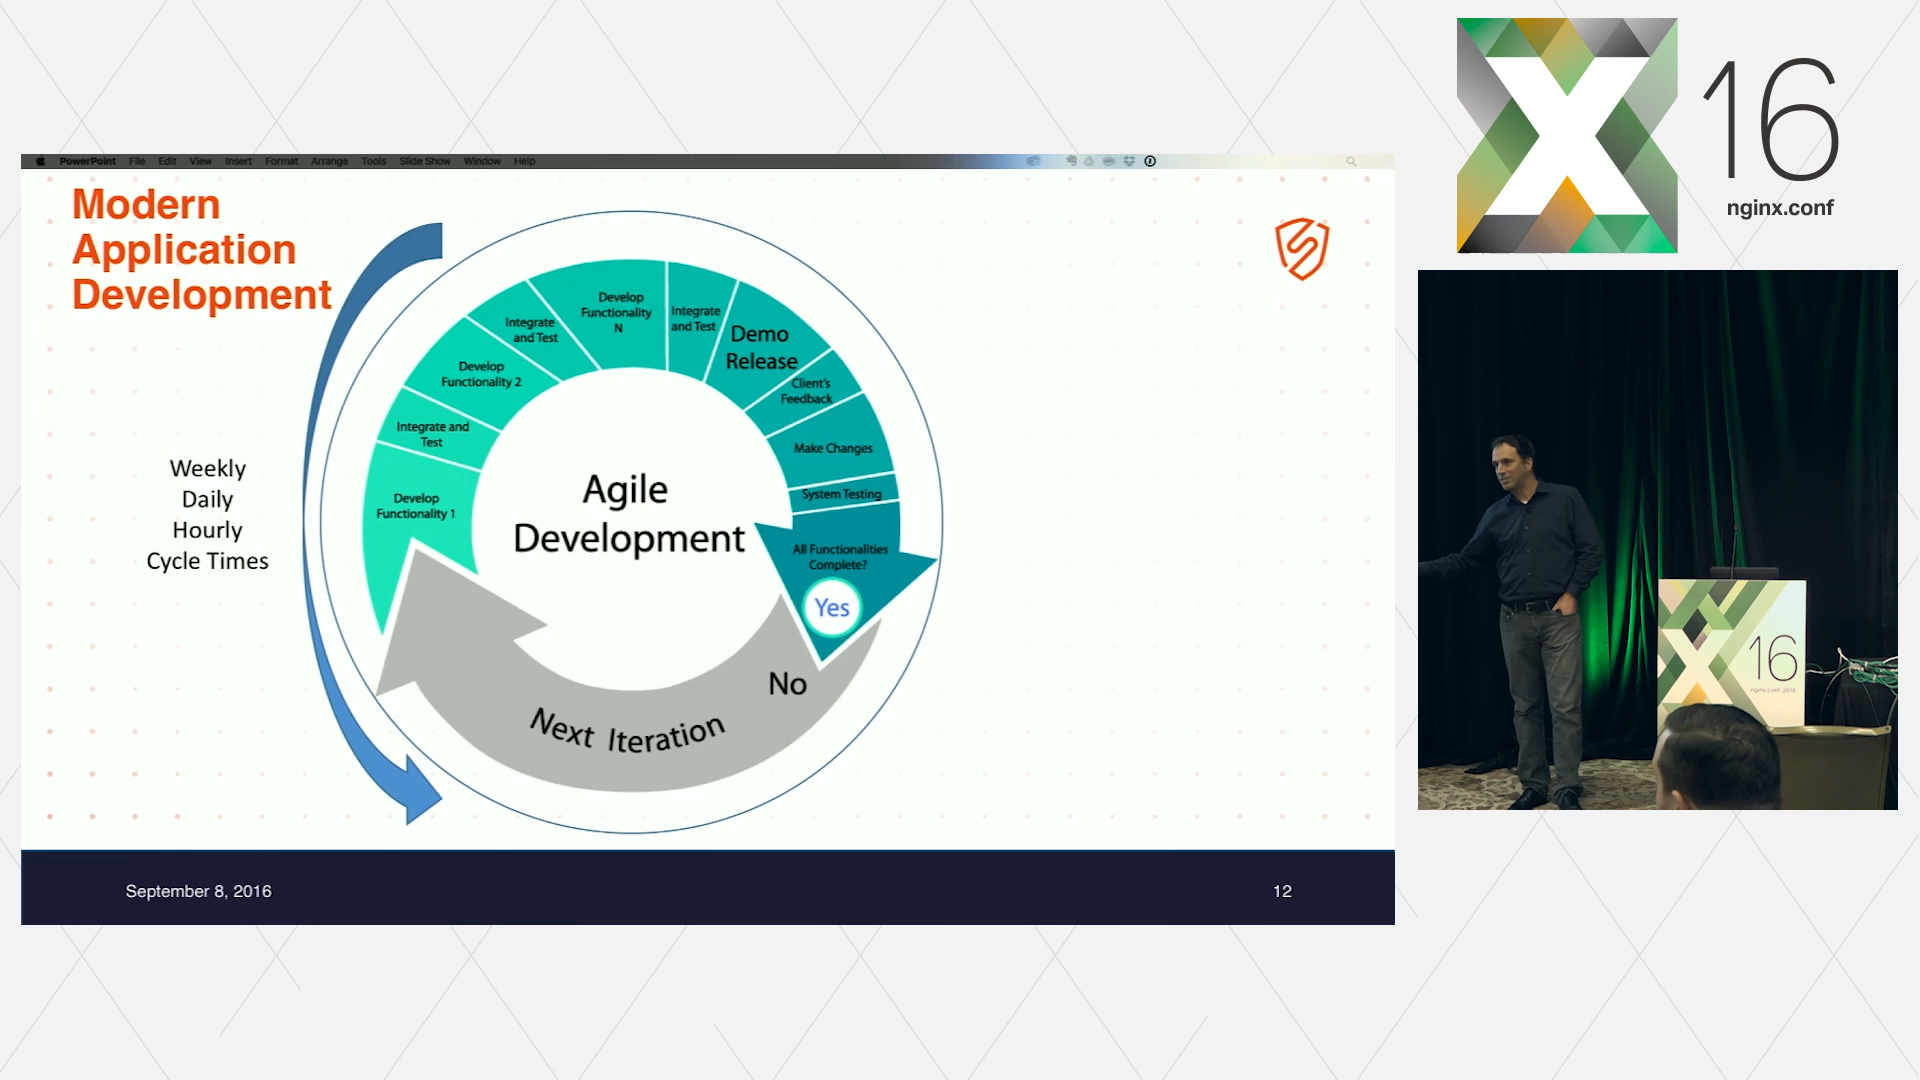 PowerPoint File Edit View Insert Format Arrange Tools Slide Show Window Help
Modern
Application
Development
Weekly
Daily
Hourly
Cycle Times
Develop
Functionality 1
Integrate and
Test
Develop
Functionality 2
Integrate
and Test
Develop
Functionality
N
Integrate
and Test
Demo
Release
Client's
Feedback
Make Changes
System Testing
All Functionalities
Complete?
Yes
No
Next Iteration
Agile
Development
September 8, 2016
12
X 16
nginx.conf
X 16
nginx.conf 2016